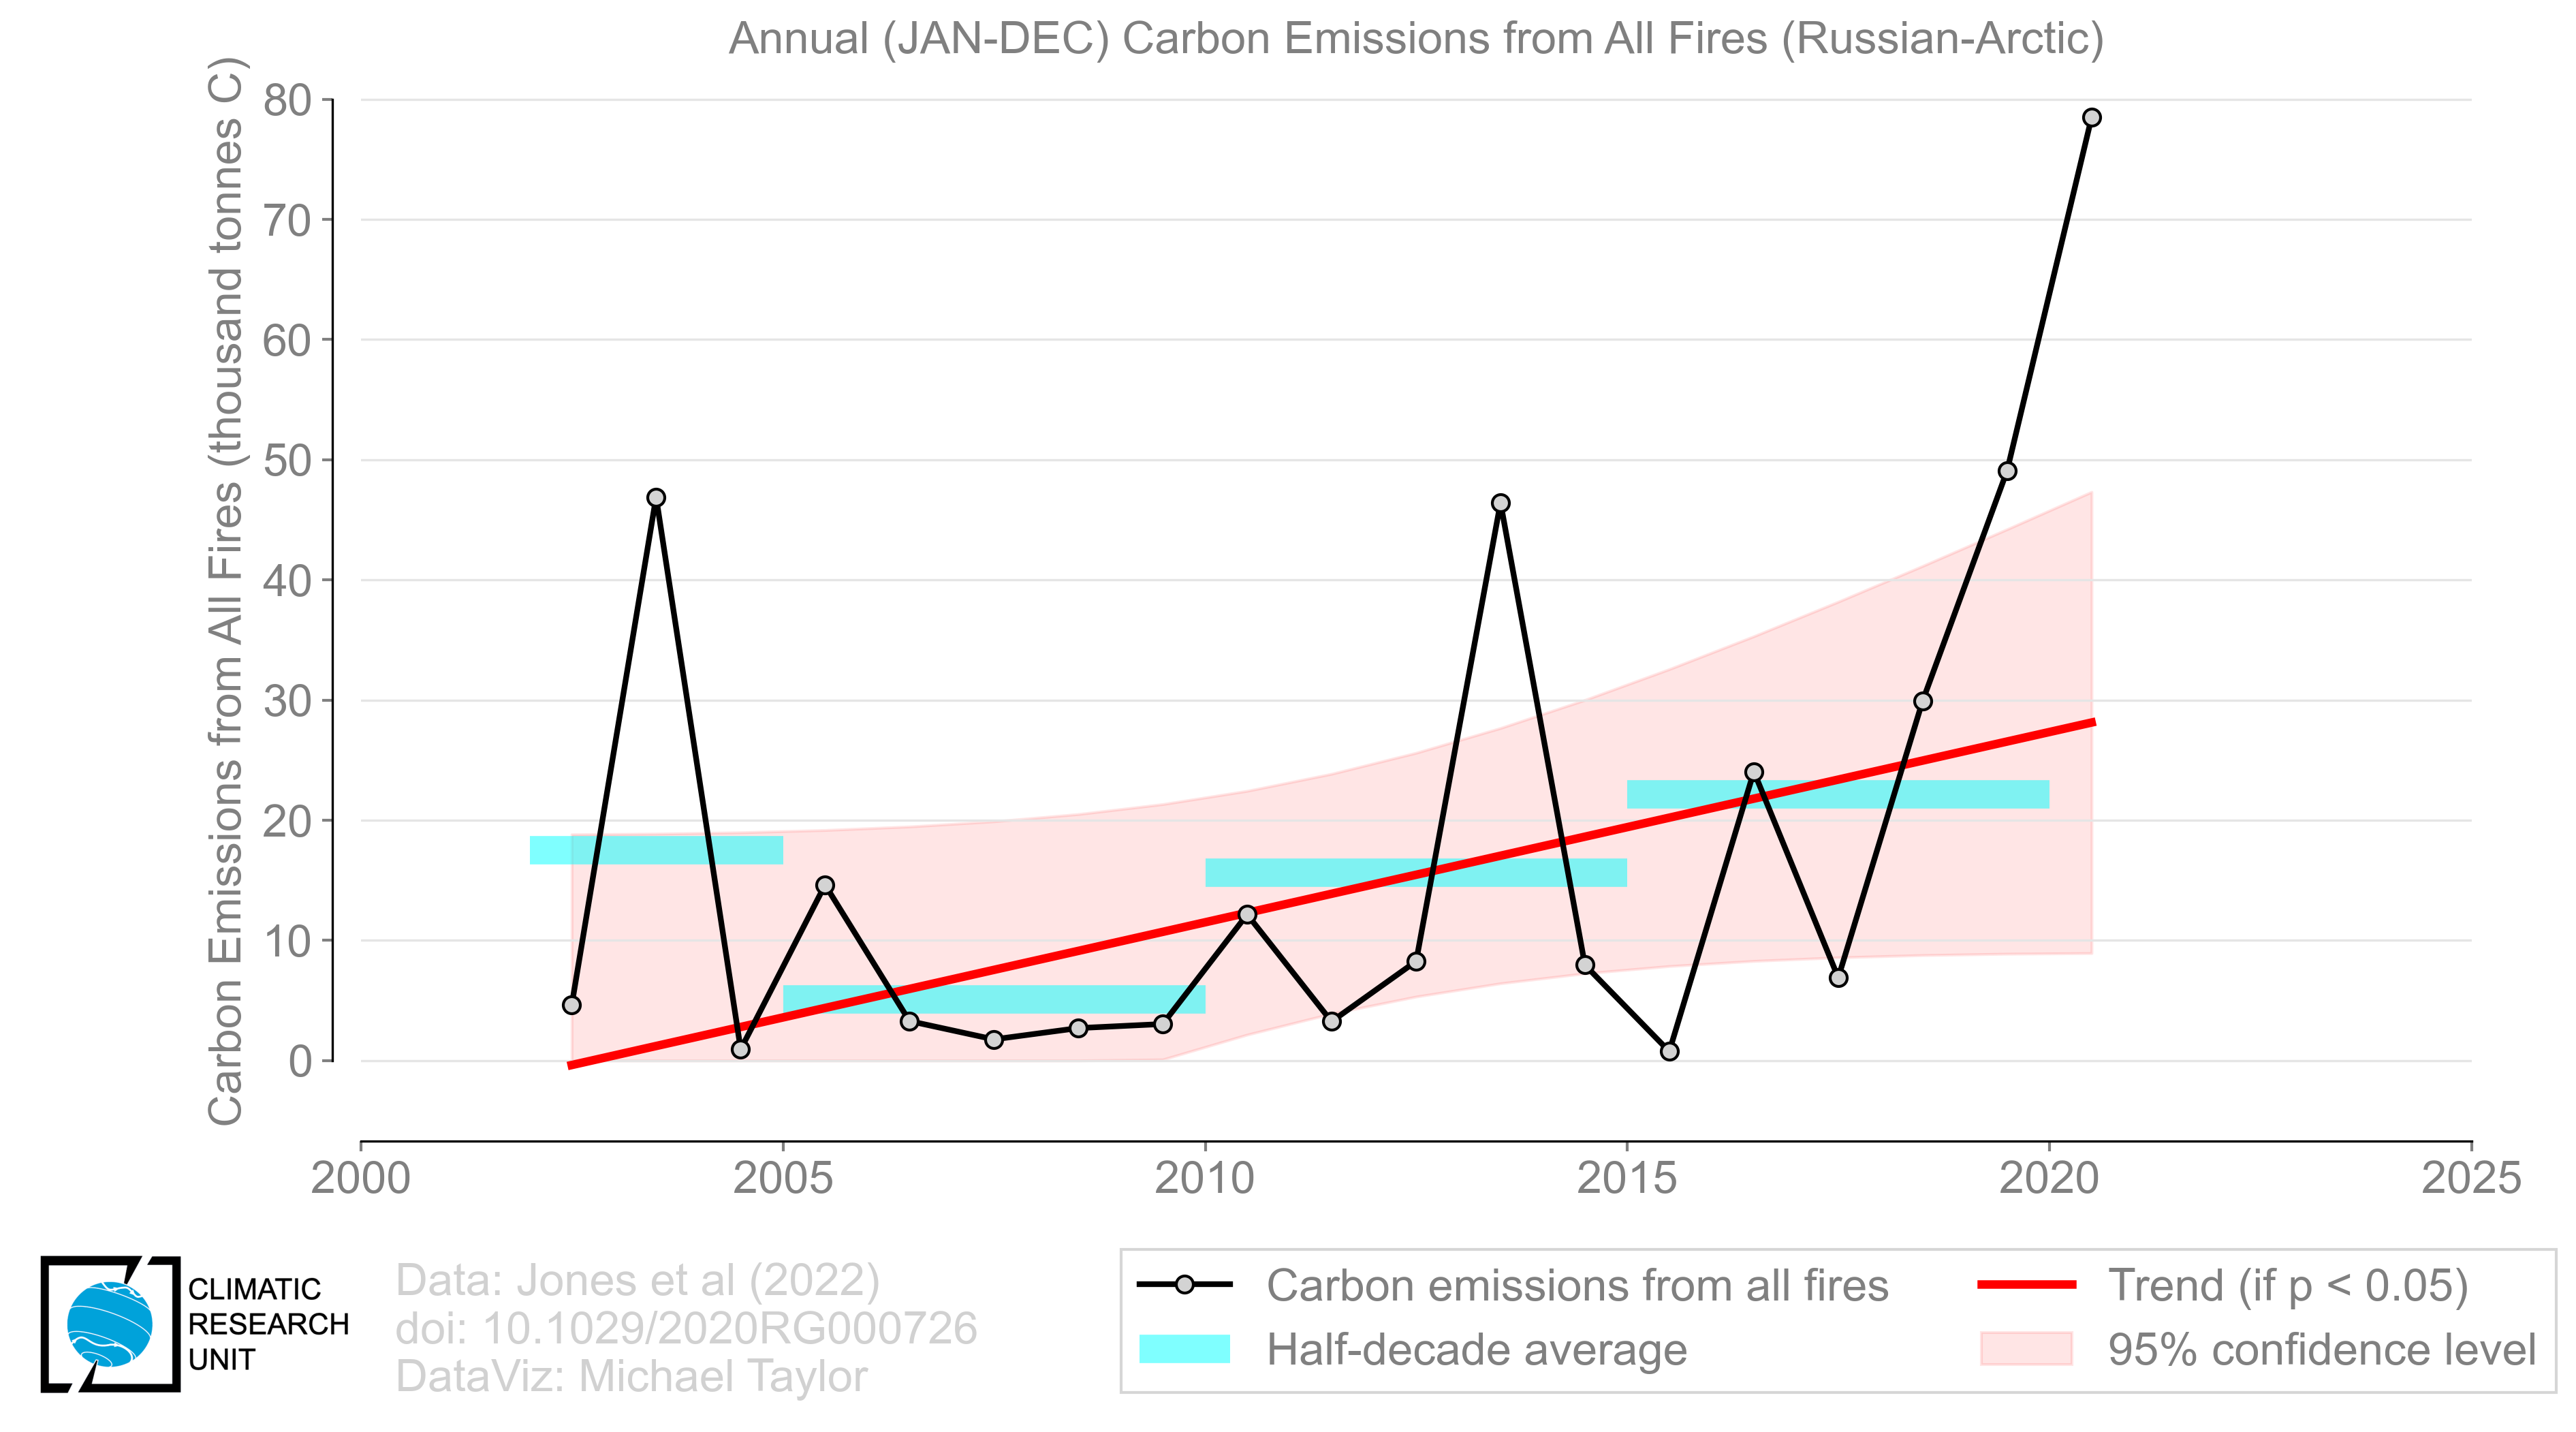 Annual (JAN-DEC) Carbon Emissions from All Fires (Russian-Arctic)
Carbon Emissions from All Fires (thousand tonnes C)
80
70
60
50
40
30
20
10
0
2000 2005 2010 2015 2020 2025
CLIMATIC
RESEARCH
UNIT
Data: Jones et al (2022)
doi: 10.1029/2020RG000726
DataViz: Michael Taylor
Carbon emissions from all fires
Half-decade average
Trend (if p < 0.05)
95% confidence level